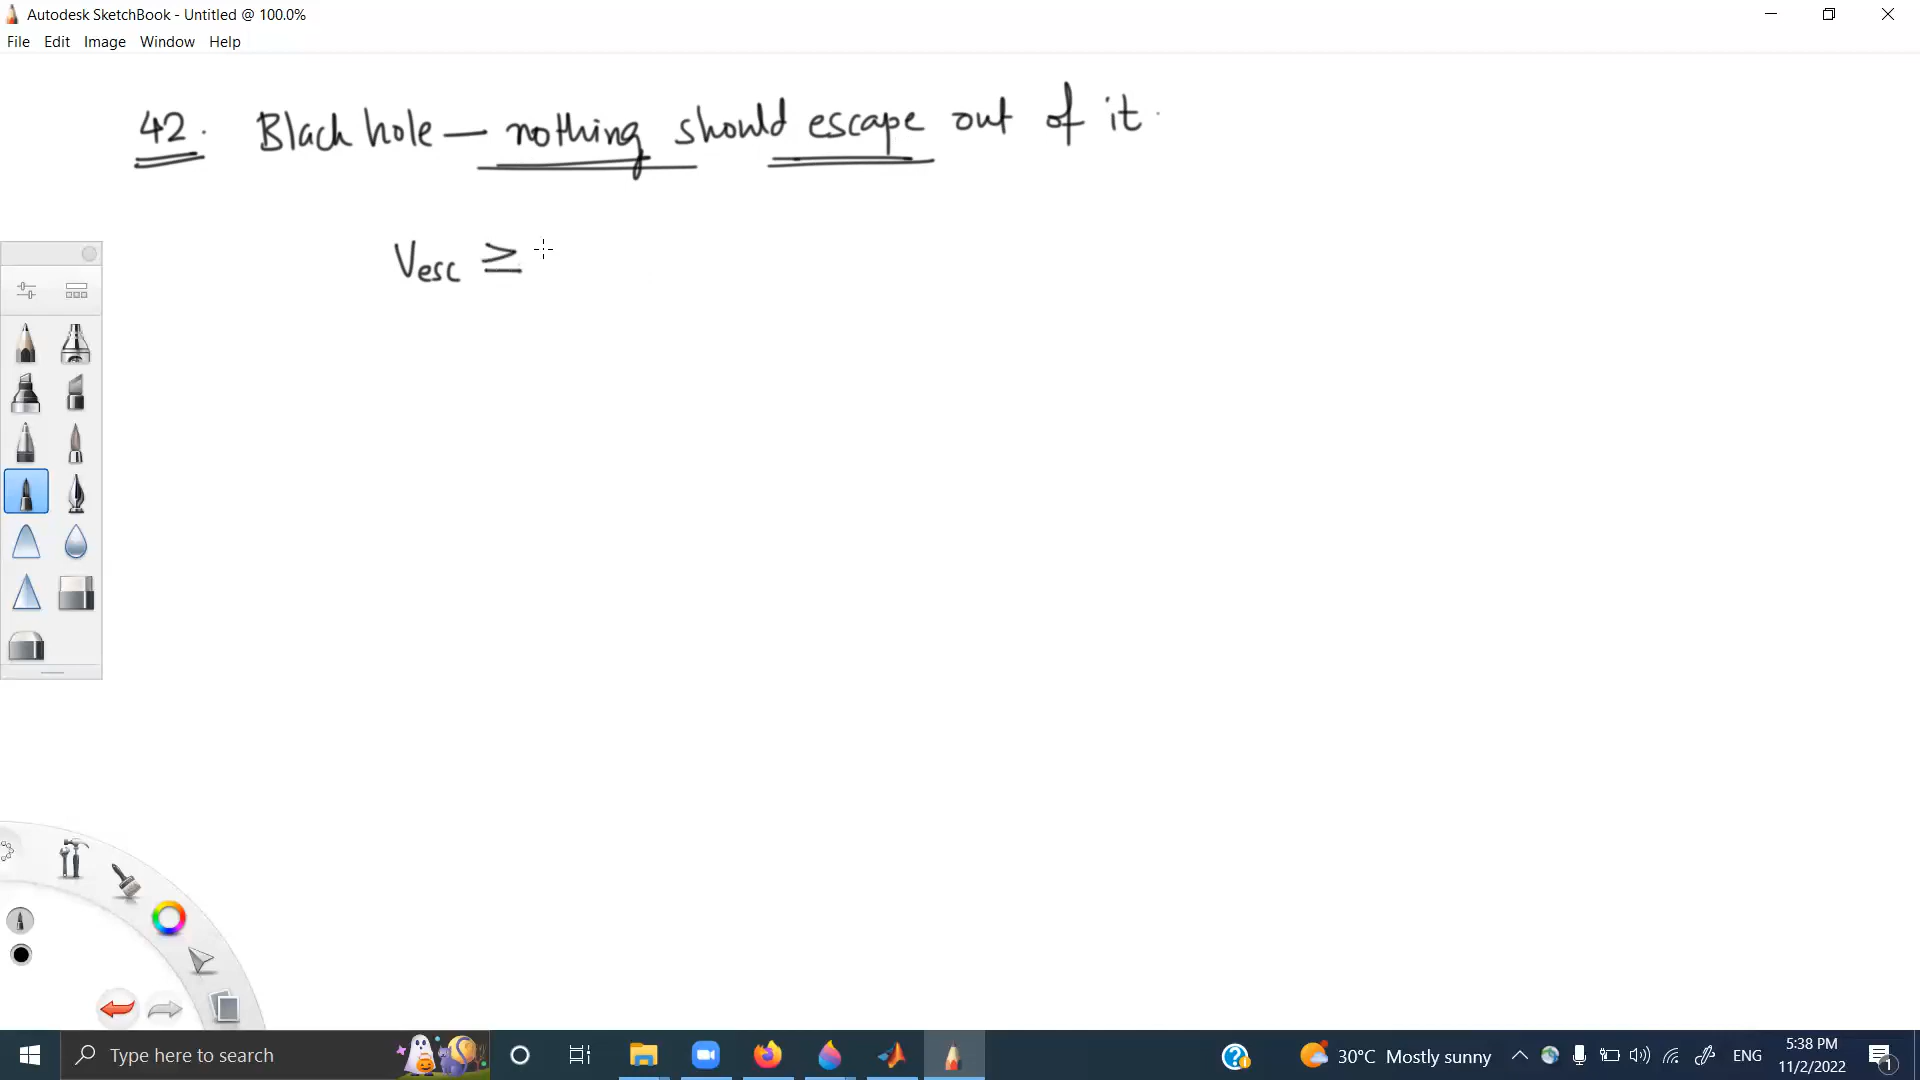 Autodesk SketchBook - Untitled @ 100.0%
File Edit Image Window Help
42. Black hole — nothing should escape out of it.
Vesc ≥
Type here to search
30°C Mostly sunny
ENG
5:38 PM
11/2/2022
1